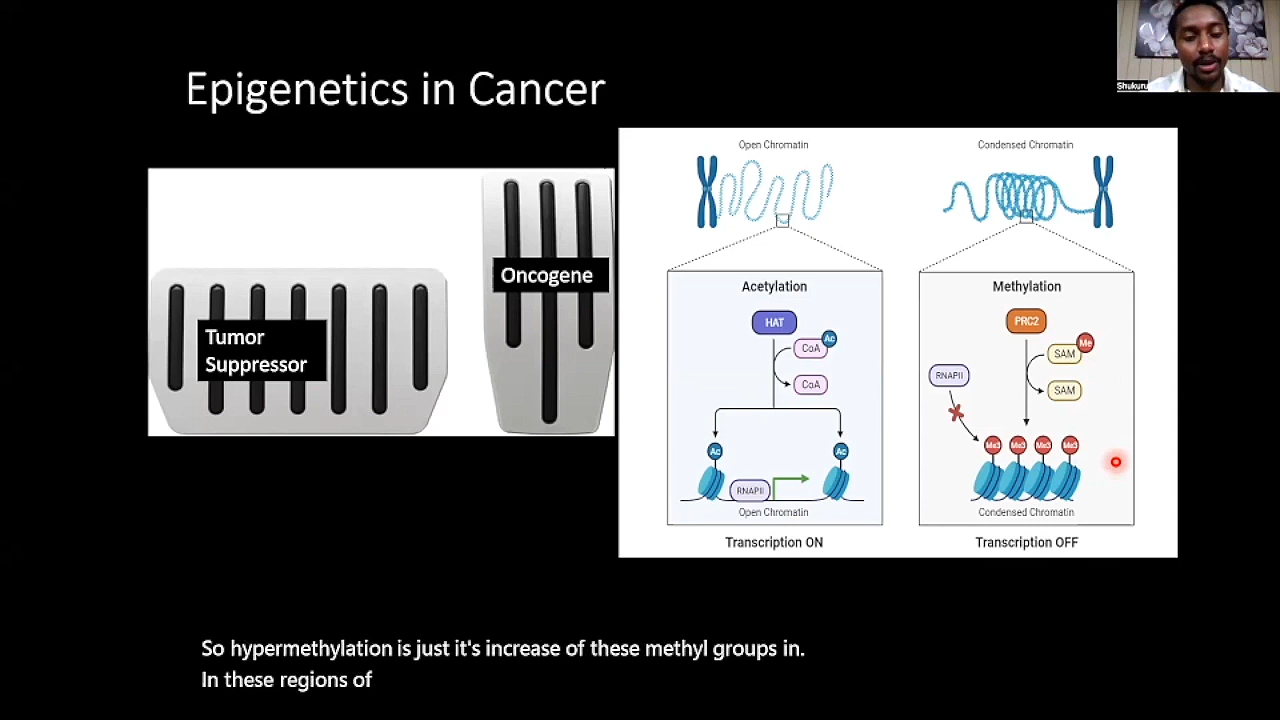 Shukuru
Epigenetics in Cancer
Tumor
Suppressor
Oncogene
Open Chromatin
Condensed Chromatin
Acetylation
HAT
CoA
Ac
CoA
Ac
Ac
RNAPII
Open Chromatin
Transcription ON
Methylation
PRC2
SAM
Me
RNAPII
SAM
Me3
Me3
Me3
Me3
Condensed Chromatin
Transcription OFF
So hypermethylation is just it's increase of these methyl groups in.
In these regions of